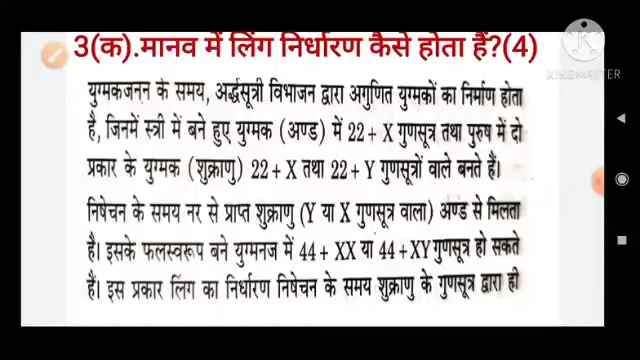 3(क).मानव में लिंग निर्धारण कैसे होता हैं?(4)
KINEMASTER
युग्मकजनन के समय, अर्द्धसूत्री विभाजन द्वारा अगुणित युग्मकों का निर्माण होता
है, जिनमें स्त्री में बने हुए युग्मक (अण्ड) में 22 + X गुणसूत्र तथा पुरुष में दो
प्रकार के युग्मक (शुक्राणु) 22 + X तथा 22 + Y गुणसूत्रों वाले बनते हैं।
निषेचन के समय नर से प्राप्त शुक्राणु (Y या X गुणसूत्र वाला) अण्ड से मिलता
है। इसके फलस्वरूप बने युग्मनज में 44 + XX या 44 + XY गुणसूत्र हो सकते
हैं। इस प्रकार लिंग का निर्धारण निषेचन के समय शुक्राणु के गुणसूत्र द्वारा ही